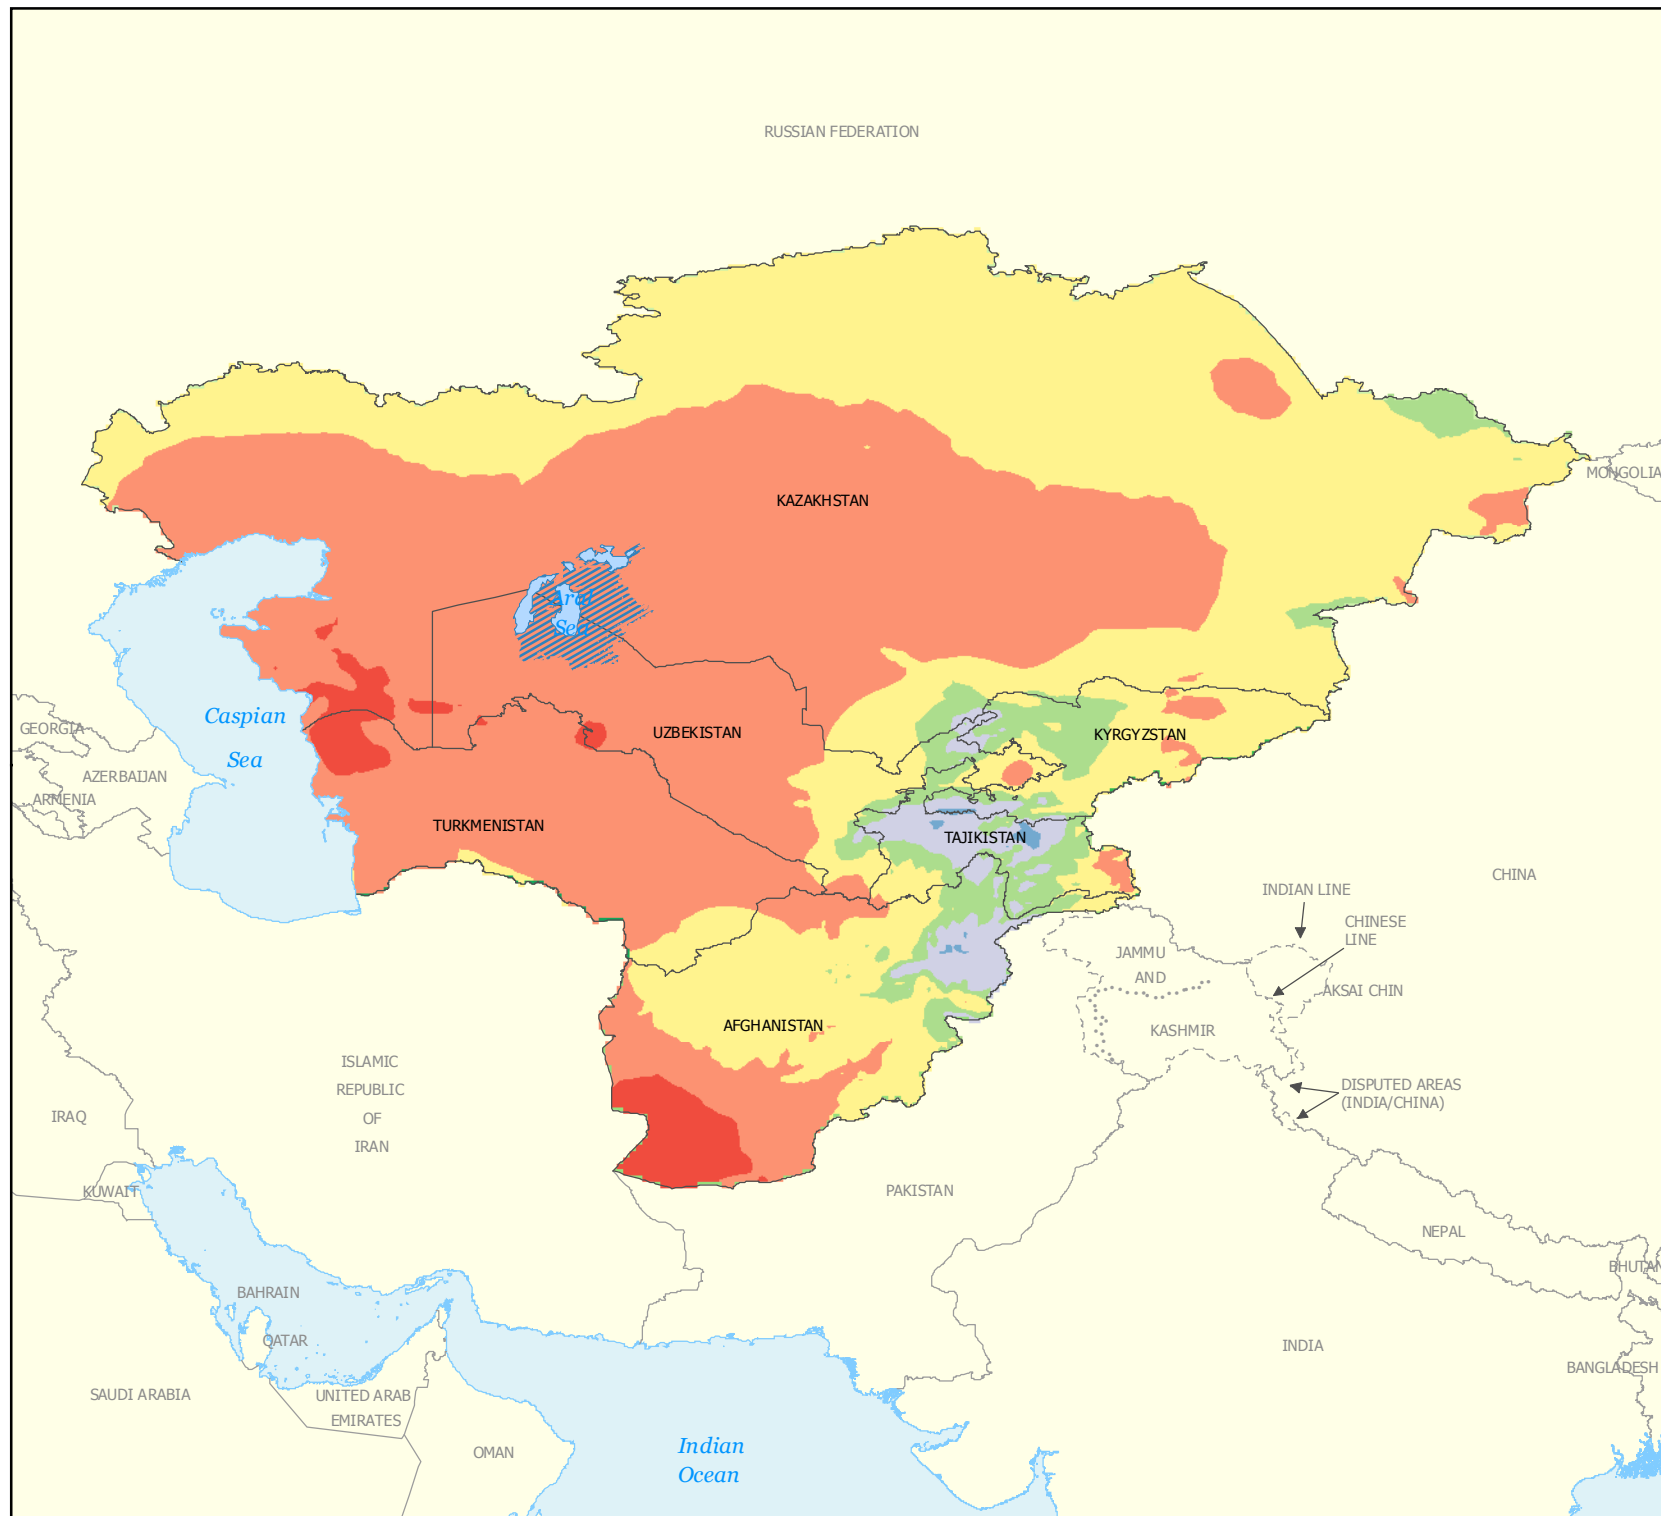 RUSSIAN FEDERATION
MONGOLIA
KAZAKHSTAN
Aral
Sea
Caspian
Sea
GEORGIA
UZBEKISTAN
KYRGYZSTAN
AZERBAIJAN
ARMENIA
TURKMENISTAN
TAJIKISTAN
CHINA
INDIAN LINE
CHINESE
LINE
JAMMU
AND
KASHMIR
AKSAI CHIN
AFGHANISTAN
ISLAMIC
REPUBLIC
OF
IRAN
DISPUTED AREAS
(INDIA/CHINA)
IRAQ
KUWAIT
PAKISTAN
NEPAL
BHUTAN
BAHRAIN
QATAR
INDIA
BANGLADESH
SAUDI ARABIA
UNITED ARAB
EMIRATES
OMAN
Indian
Ocean